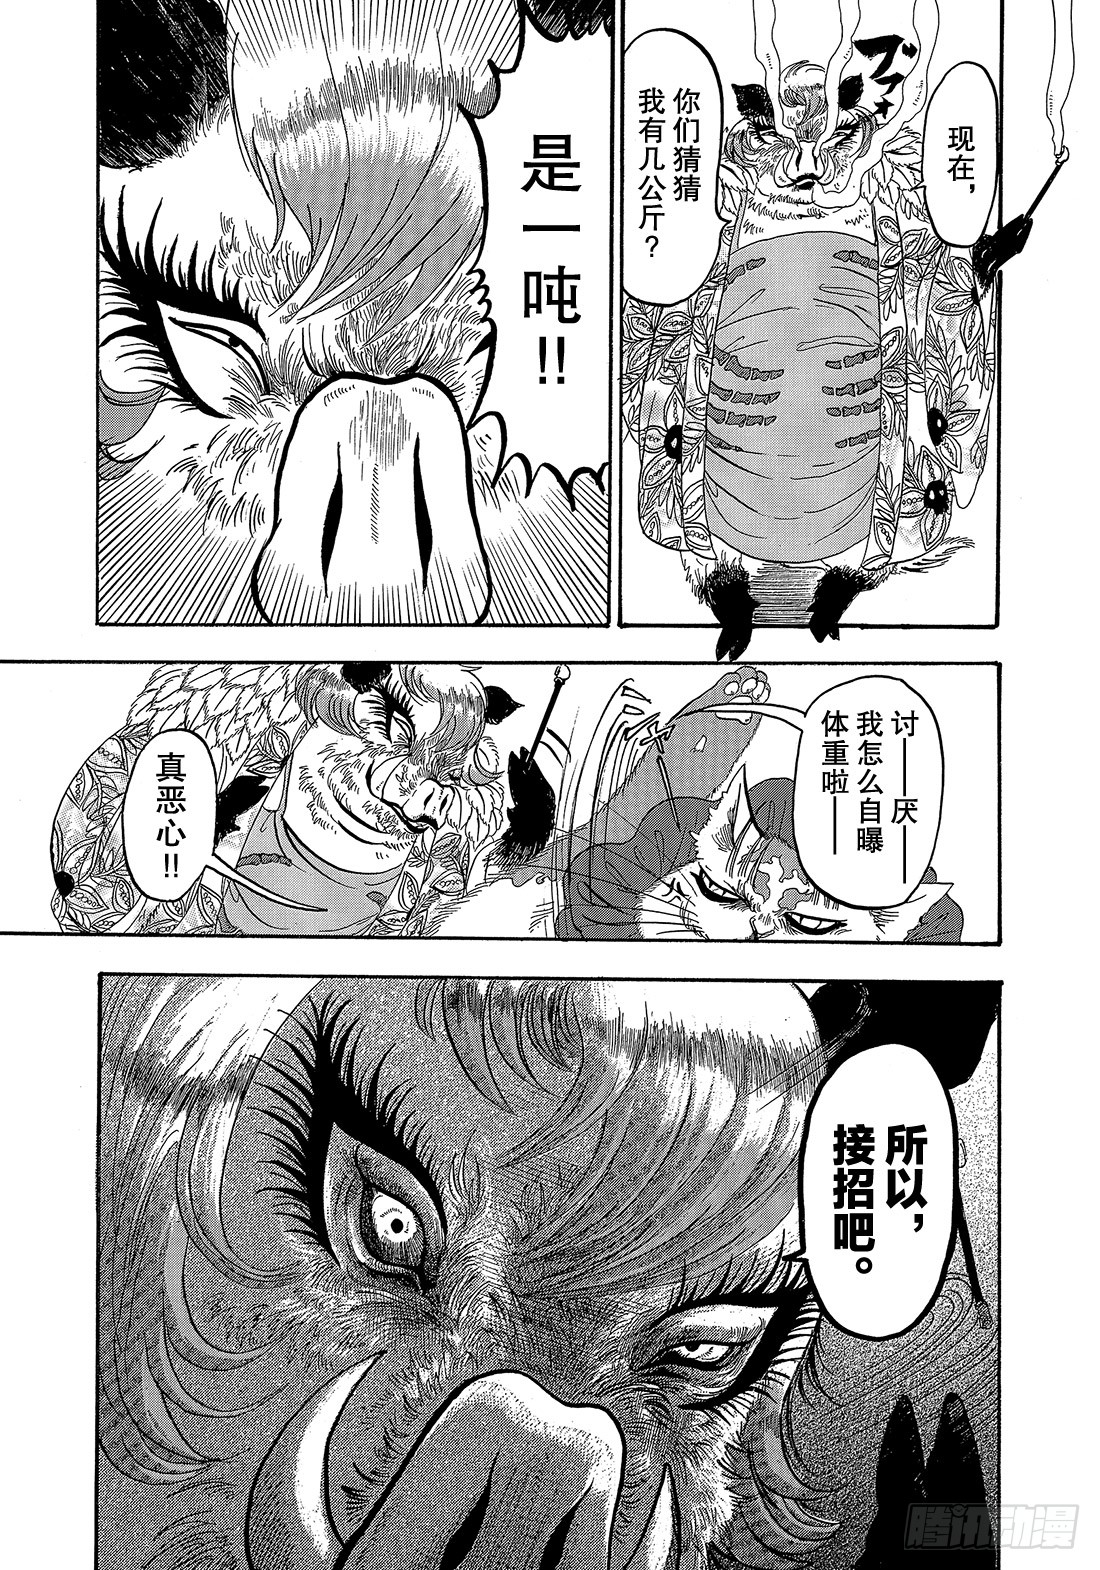 现在,
ブフォ
你们猜猜
我有几公斤?
是一吨!!
讨——厌——
我怎么自曝
体重啦——
真恶心!!
所以,
接招吧。
腾讯动漫